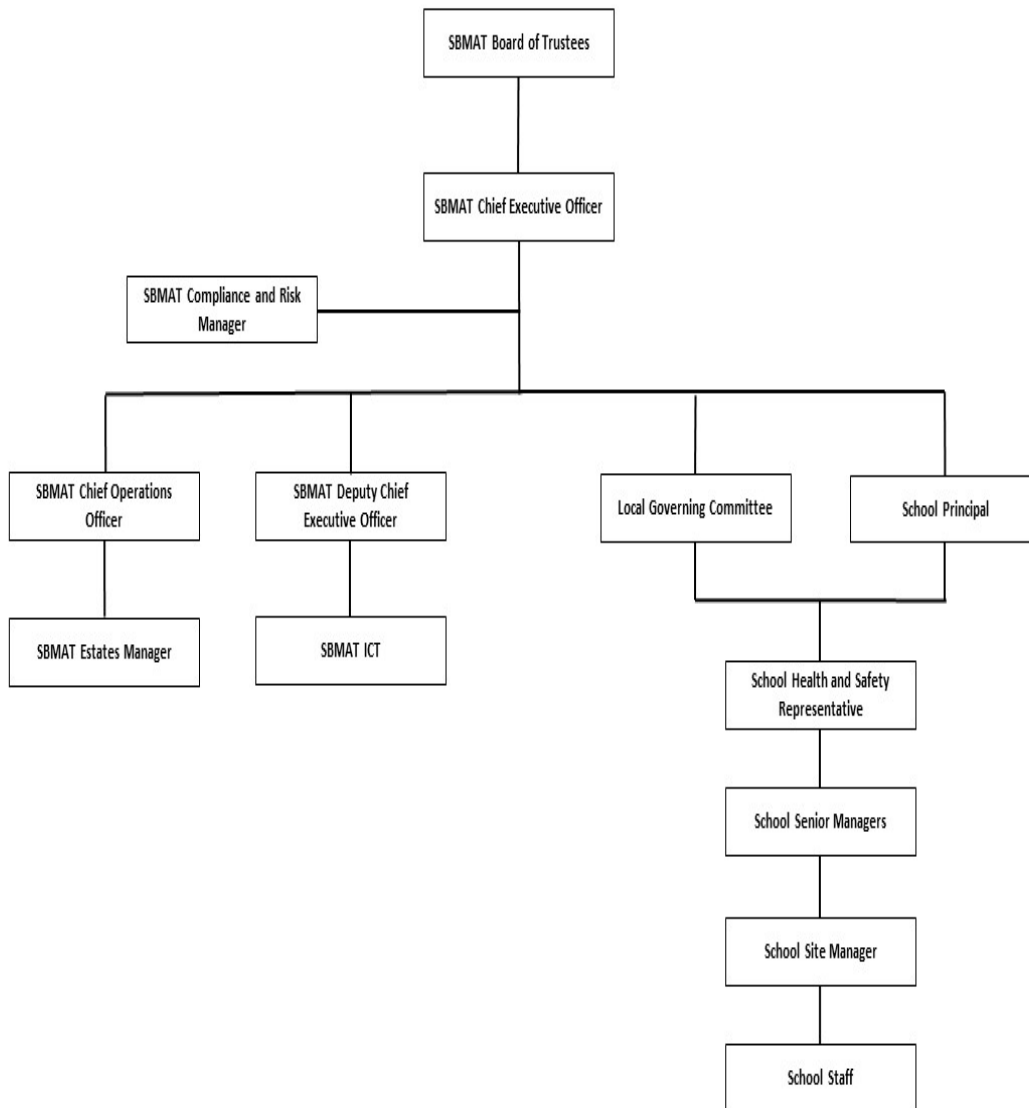 SBMAT Board of Trustees
SBMAT Chief Executive Officer
SBMAT Compliance and Risk
Manager
SBMAT Chief Operations
Officer
SBMAT Deputy Chief
Executive Officer
Local Governing Committee
School Principal
SBMAT Estates Manager
SBMAT ICT
School Health and Safety
Representative
School Senior Managers
School Site Manager
School Staff